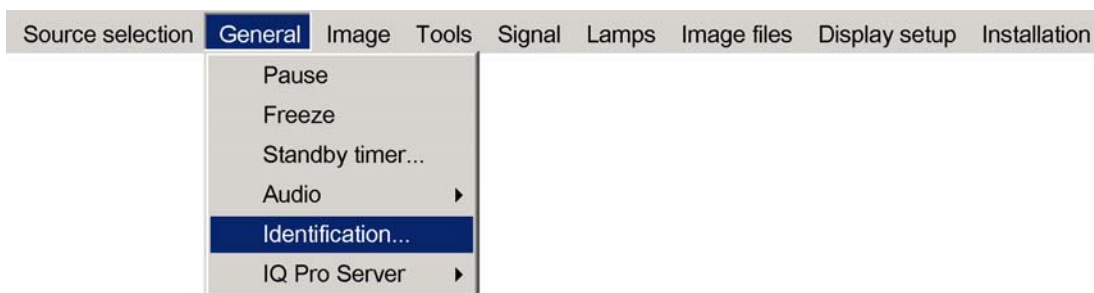 Source selection General Image Tools Signal Lamps Image files Display setup Installation
Pause
Freeze
Standby timer...
Audio
Identification...
IQ Pro Server